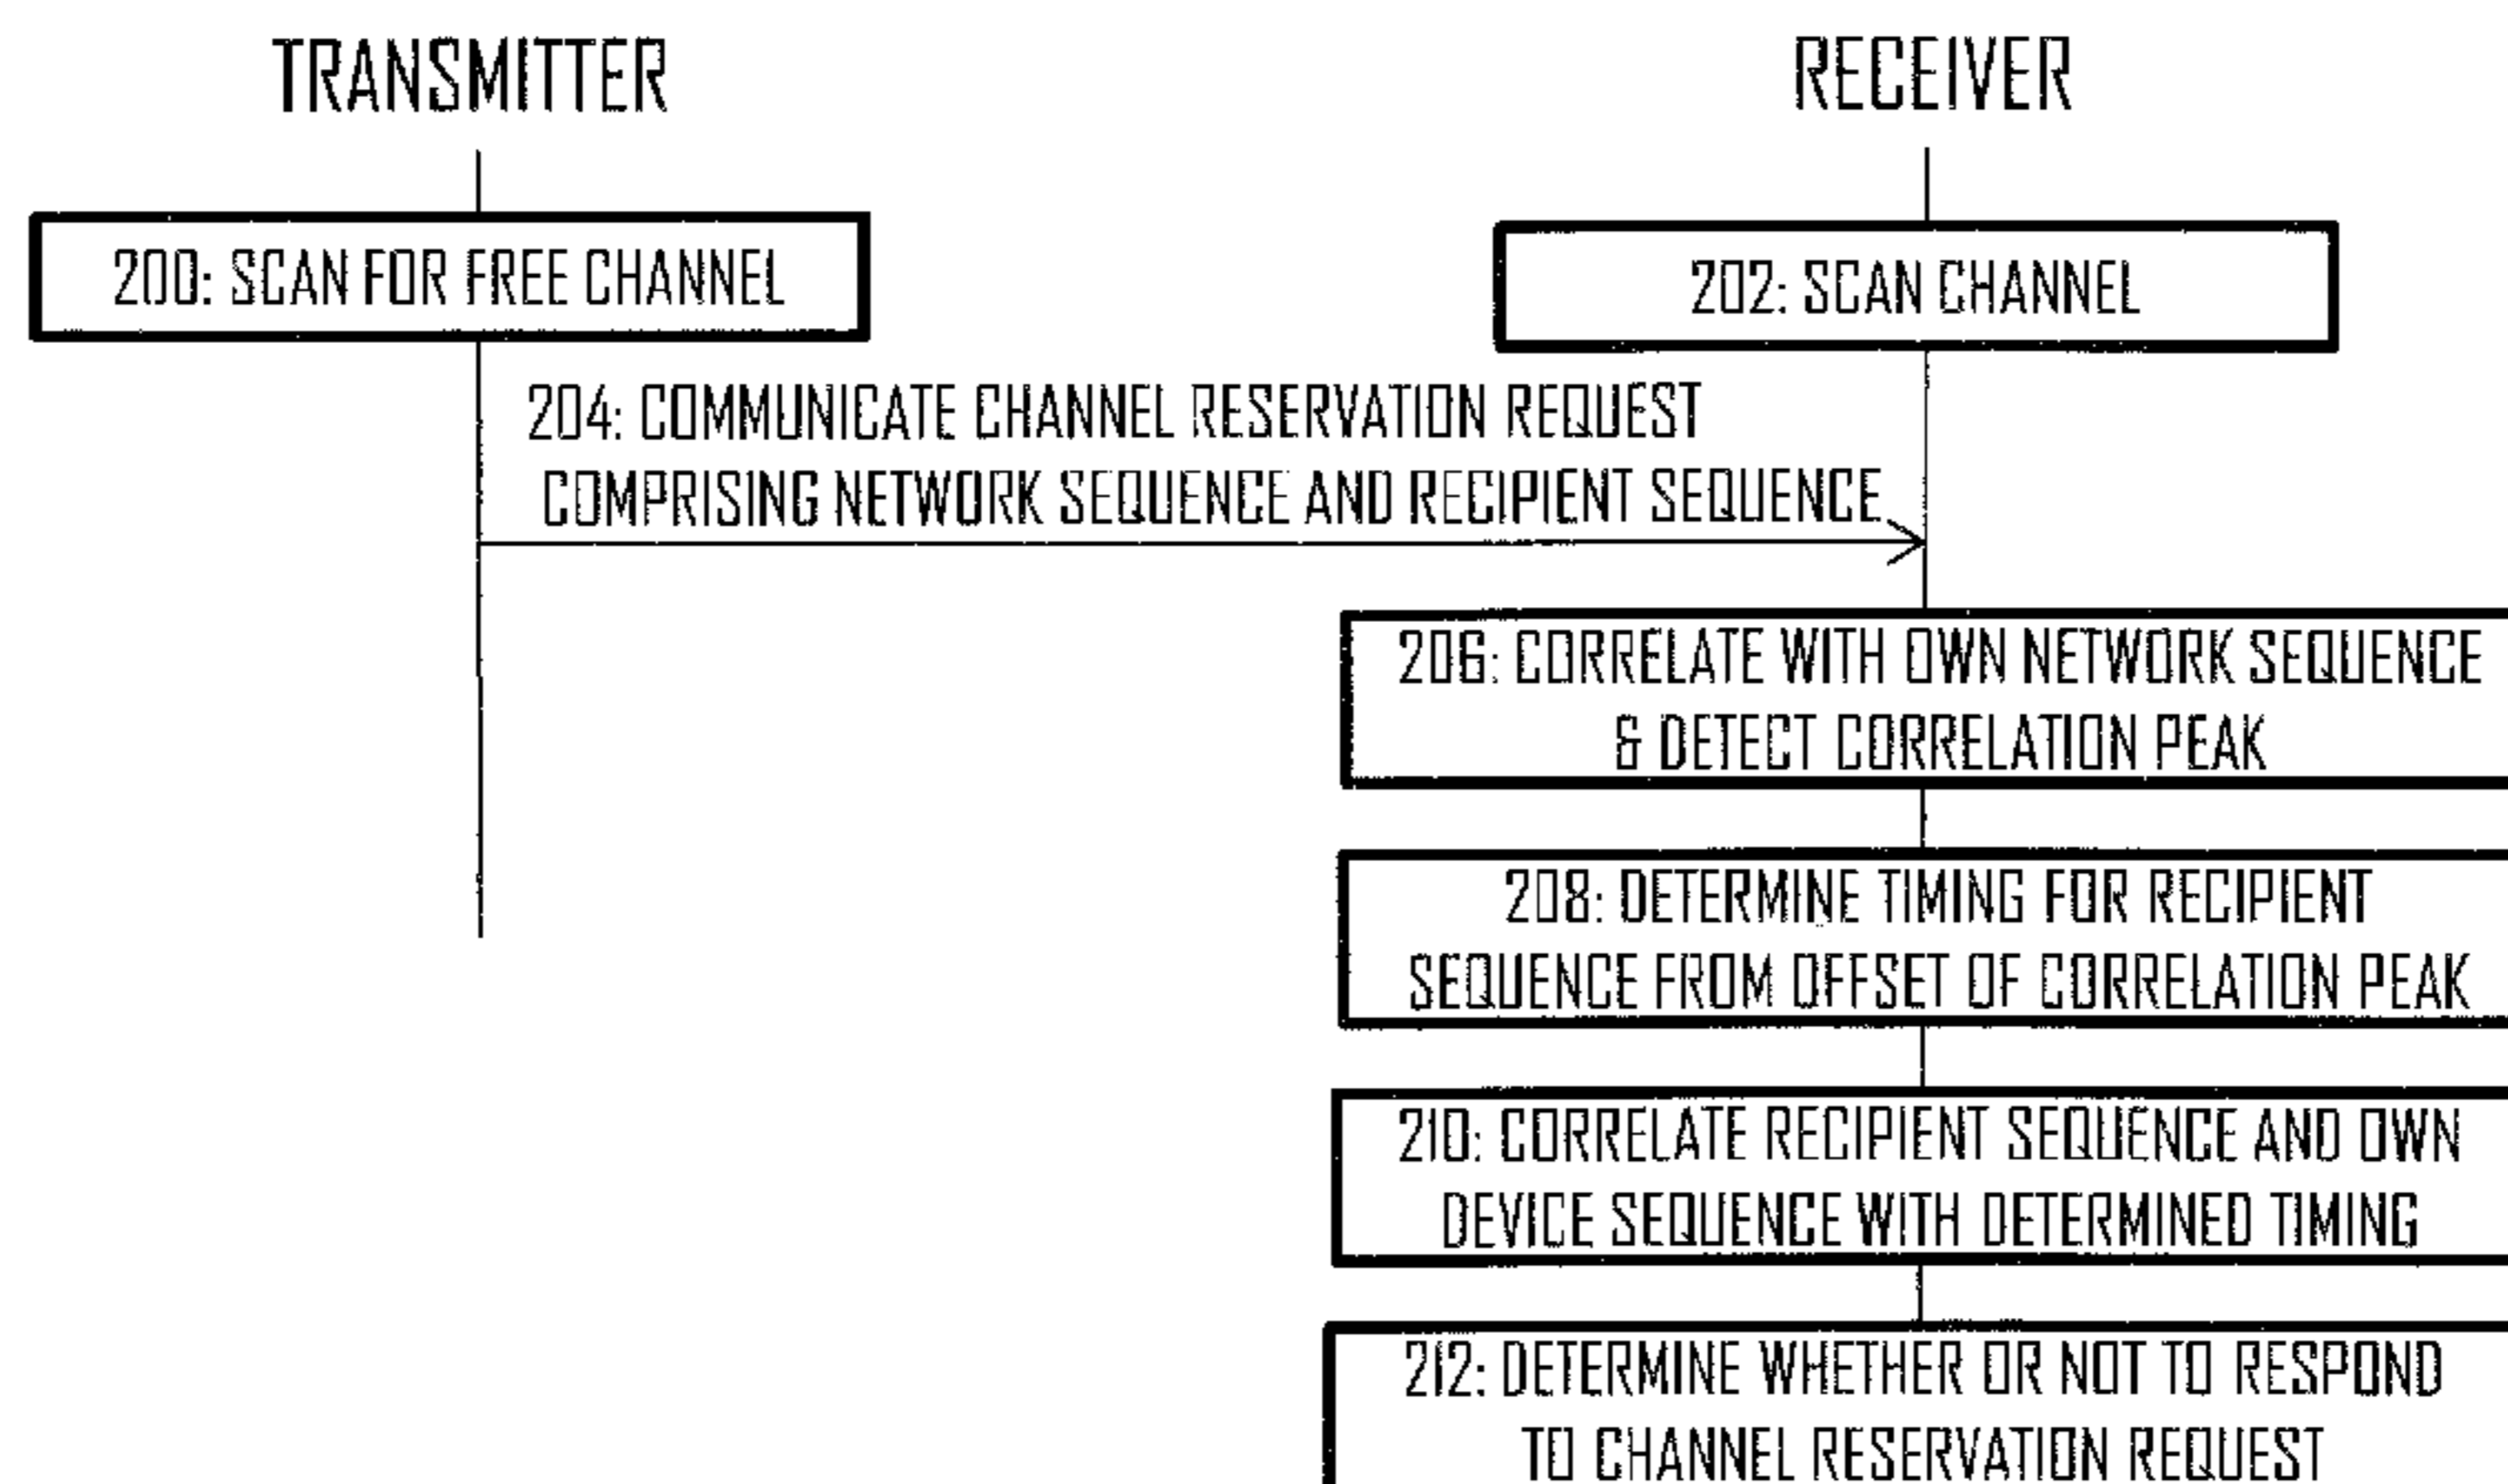 TRANSMITTER
RECEIVER
200: SCAN FOR FREE CHANNEL
202: SCAN CHANNEL
204: COMMUNICATE CHANNEL RESERVATION REQUEST
COMPRISING NETWORK SEQUENCE AND RECIPIENT SEQUENCE
206: CORRELATE WITH OWN NETWORK SEQUENCE
& DETECT CORRELATION PEAK
208: DETERMINE TIMING FOR RECIPIENT
SEQUENCE FROM OFFSET OF CORRELATION PEAK
210: CORRELATE RECIPIENT SEQUENCE AND OWN
DEVICE SEQUENCE WITH DETERMINED TIMING
212: DETERMINE WHETHER OR NOT TO RESPOND
TO CHANNEL RESERVATION REQUEST